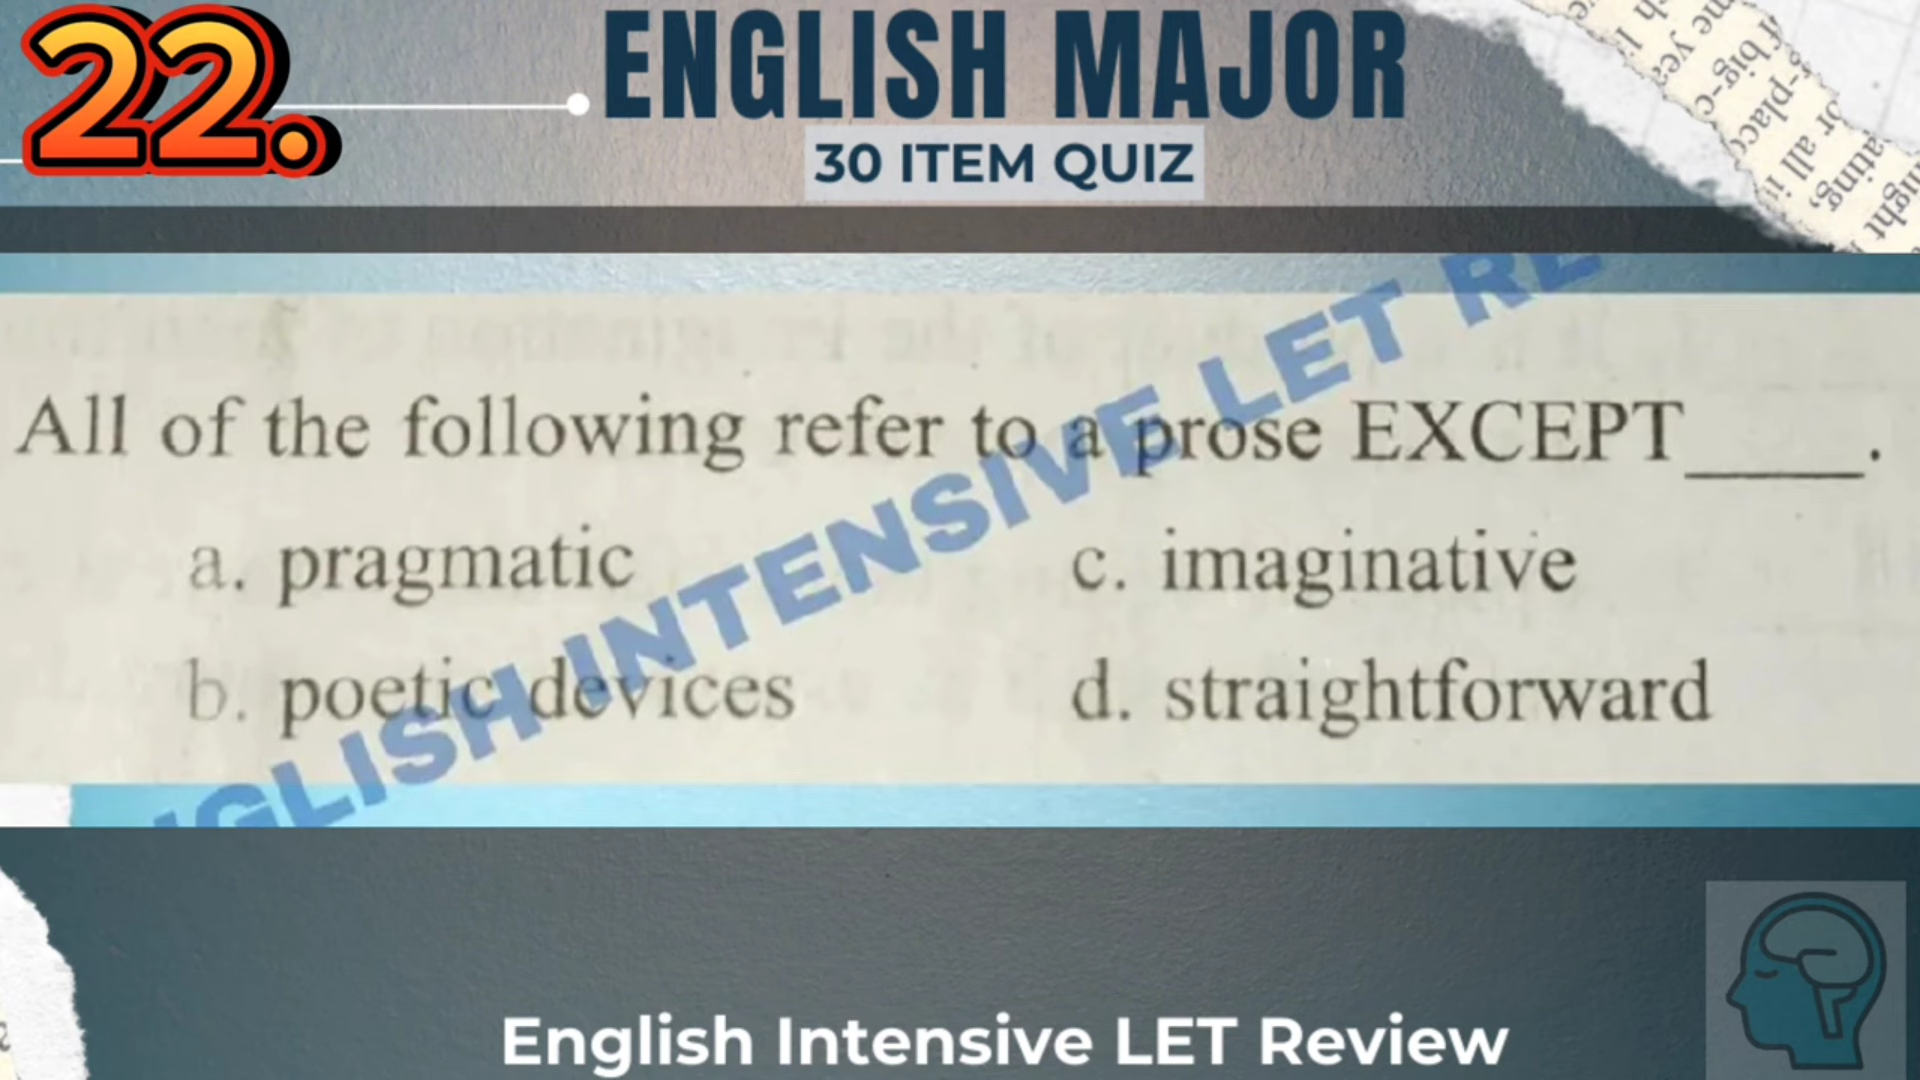 22.
ENGLISH MAJOR
30 ITEM QUIZ
All of the following refer to a prose EXCEPT____.
a. pragmatic
c. imaginative
b. poetic devices
d. straightforward
ENGLISH INTENSIVE LET RE
English Intensive LET Review